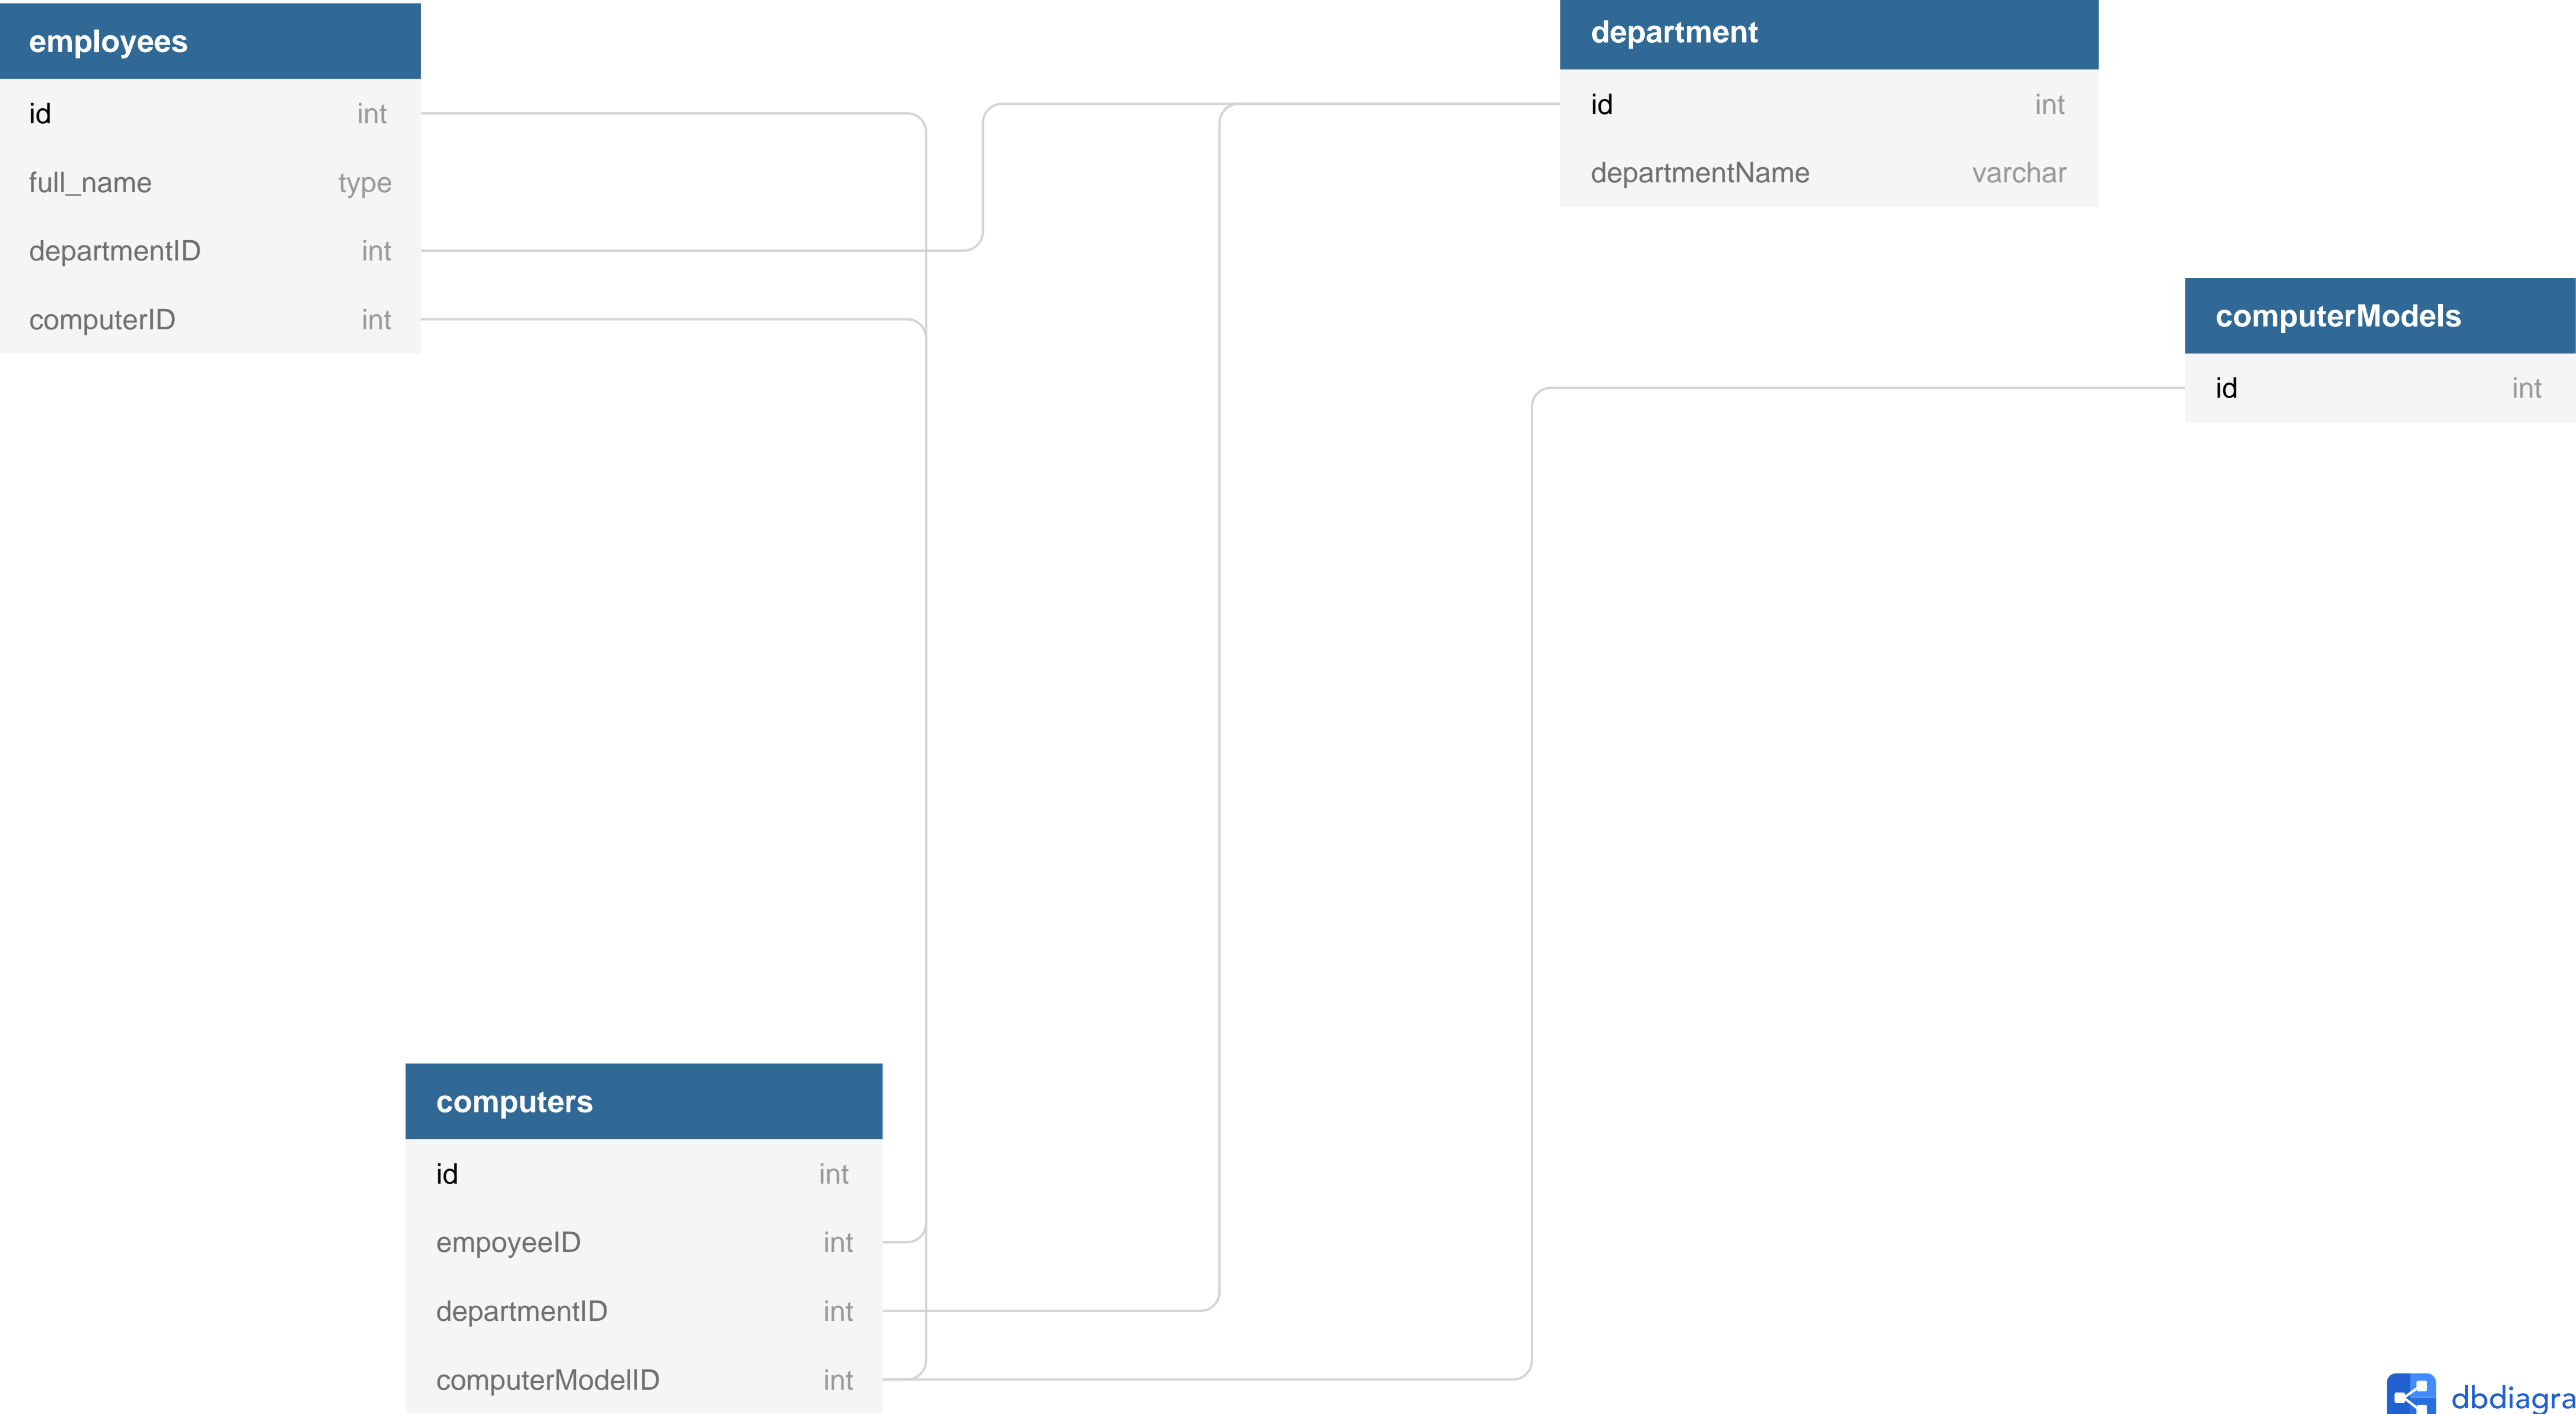 employees
id int
full_name type
departmentID int
computerID int
department
id int
departmentName varchar
computerModels
id int
computers
id int
empoyeeID int
departmentID int
computerModelID int
dbdiagra